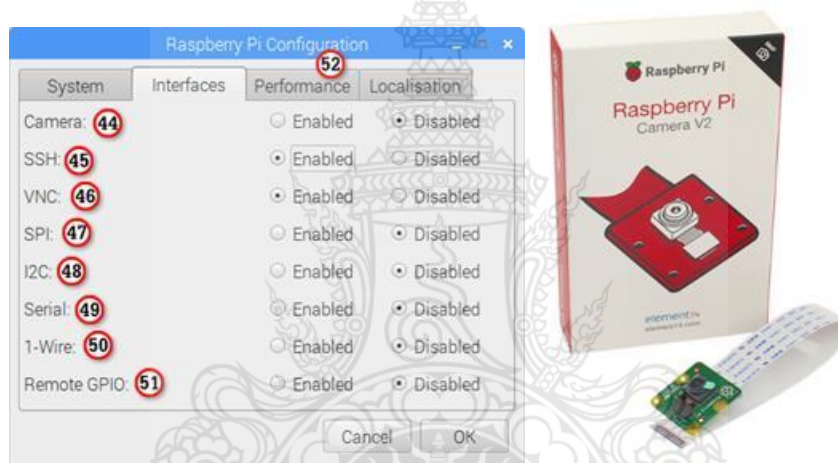 Raspberry Pi Configuration
52
System Interfaces Performance Localisation
Camera: 44 Enabled Disabled
SSH: 45 Enabled Disabled
VNC: 46 Enabled Disabled
SPI: 47 Enabled Disabled
I2C: 48 Enabled Disabled
Serial: 49 Enabled Disabled
1-Wire: 50 Enabled Disabled
Remote GPIO: 51 Enabled Disabled
Cancel OK
Raspberry Pi
Raspberry Pi
Camera V2
element14
element14.com